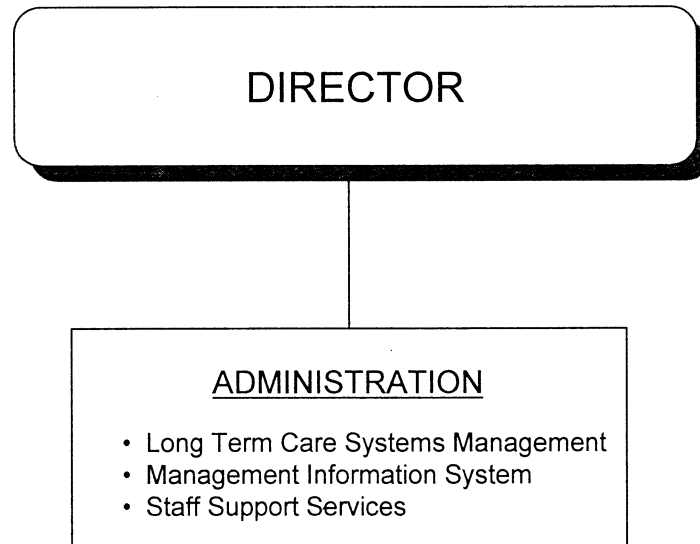 DIRECTOR
ADMINISTRATION
• Long Term Care Systems Management
• Management Information System
• Staff Support Services